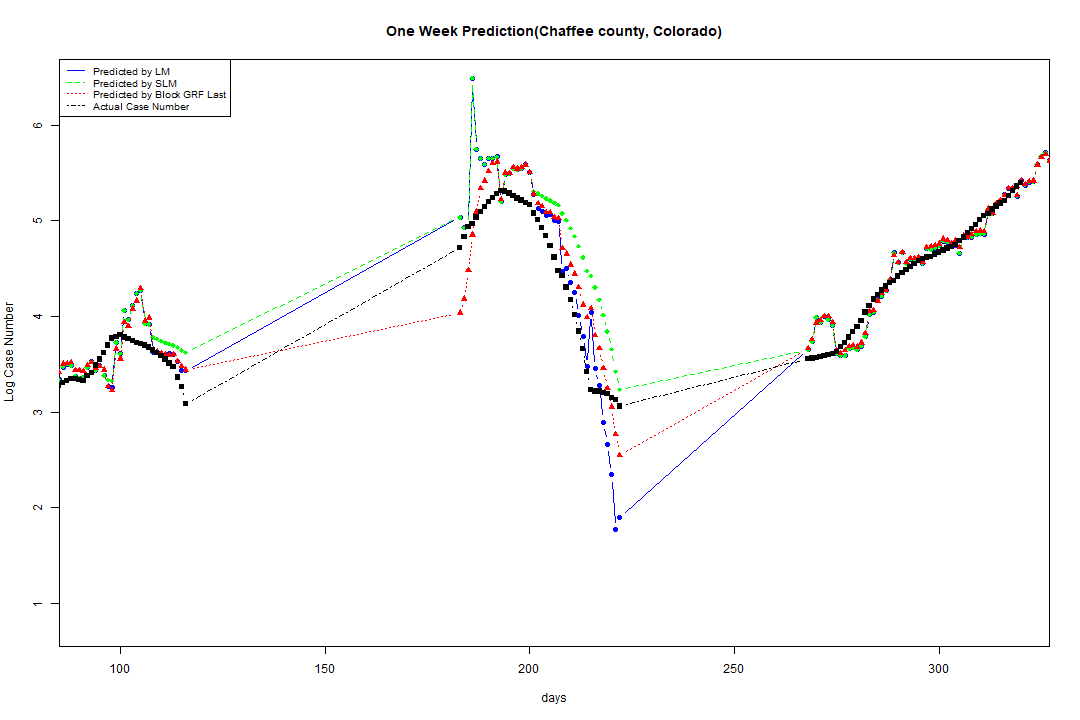 One Week Prediction(Chaffee county, Colorado)
Predicted by LM
Predicted by SLM
Predicted by Block GRF Last
Actual Case Number
Log Case Number
6
5
4
3
2
1
100
150
200
250
300
days